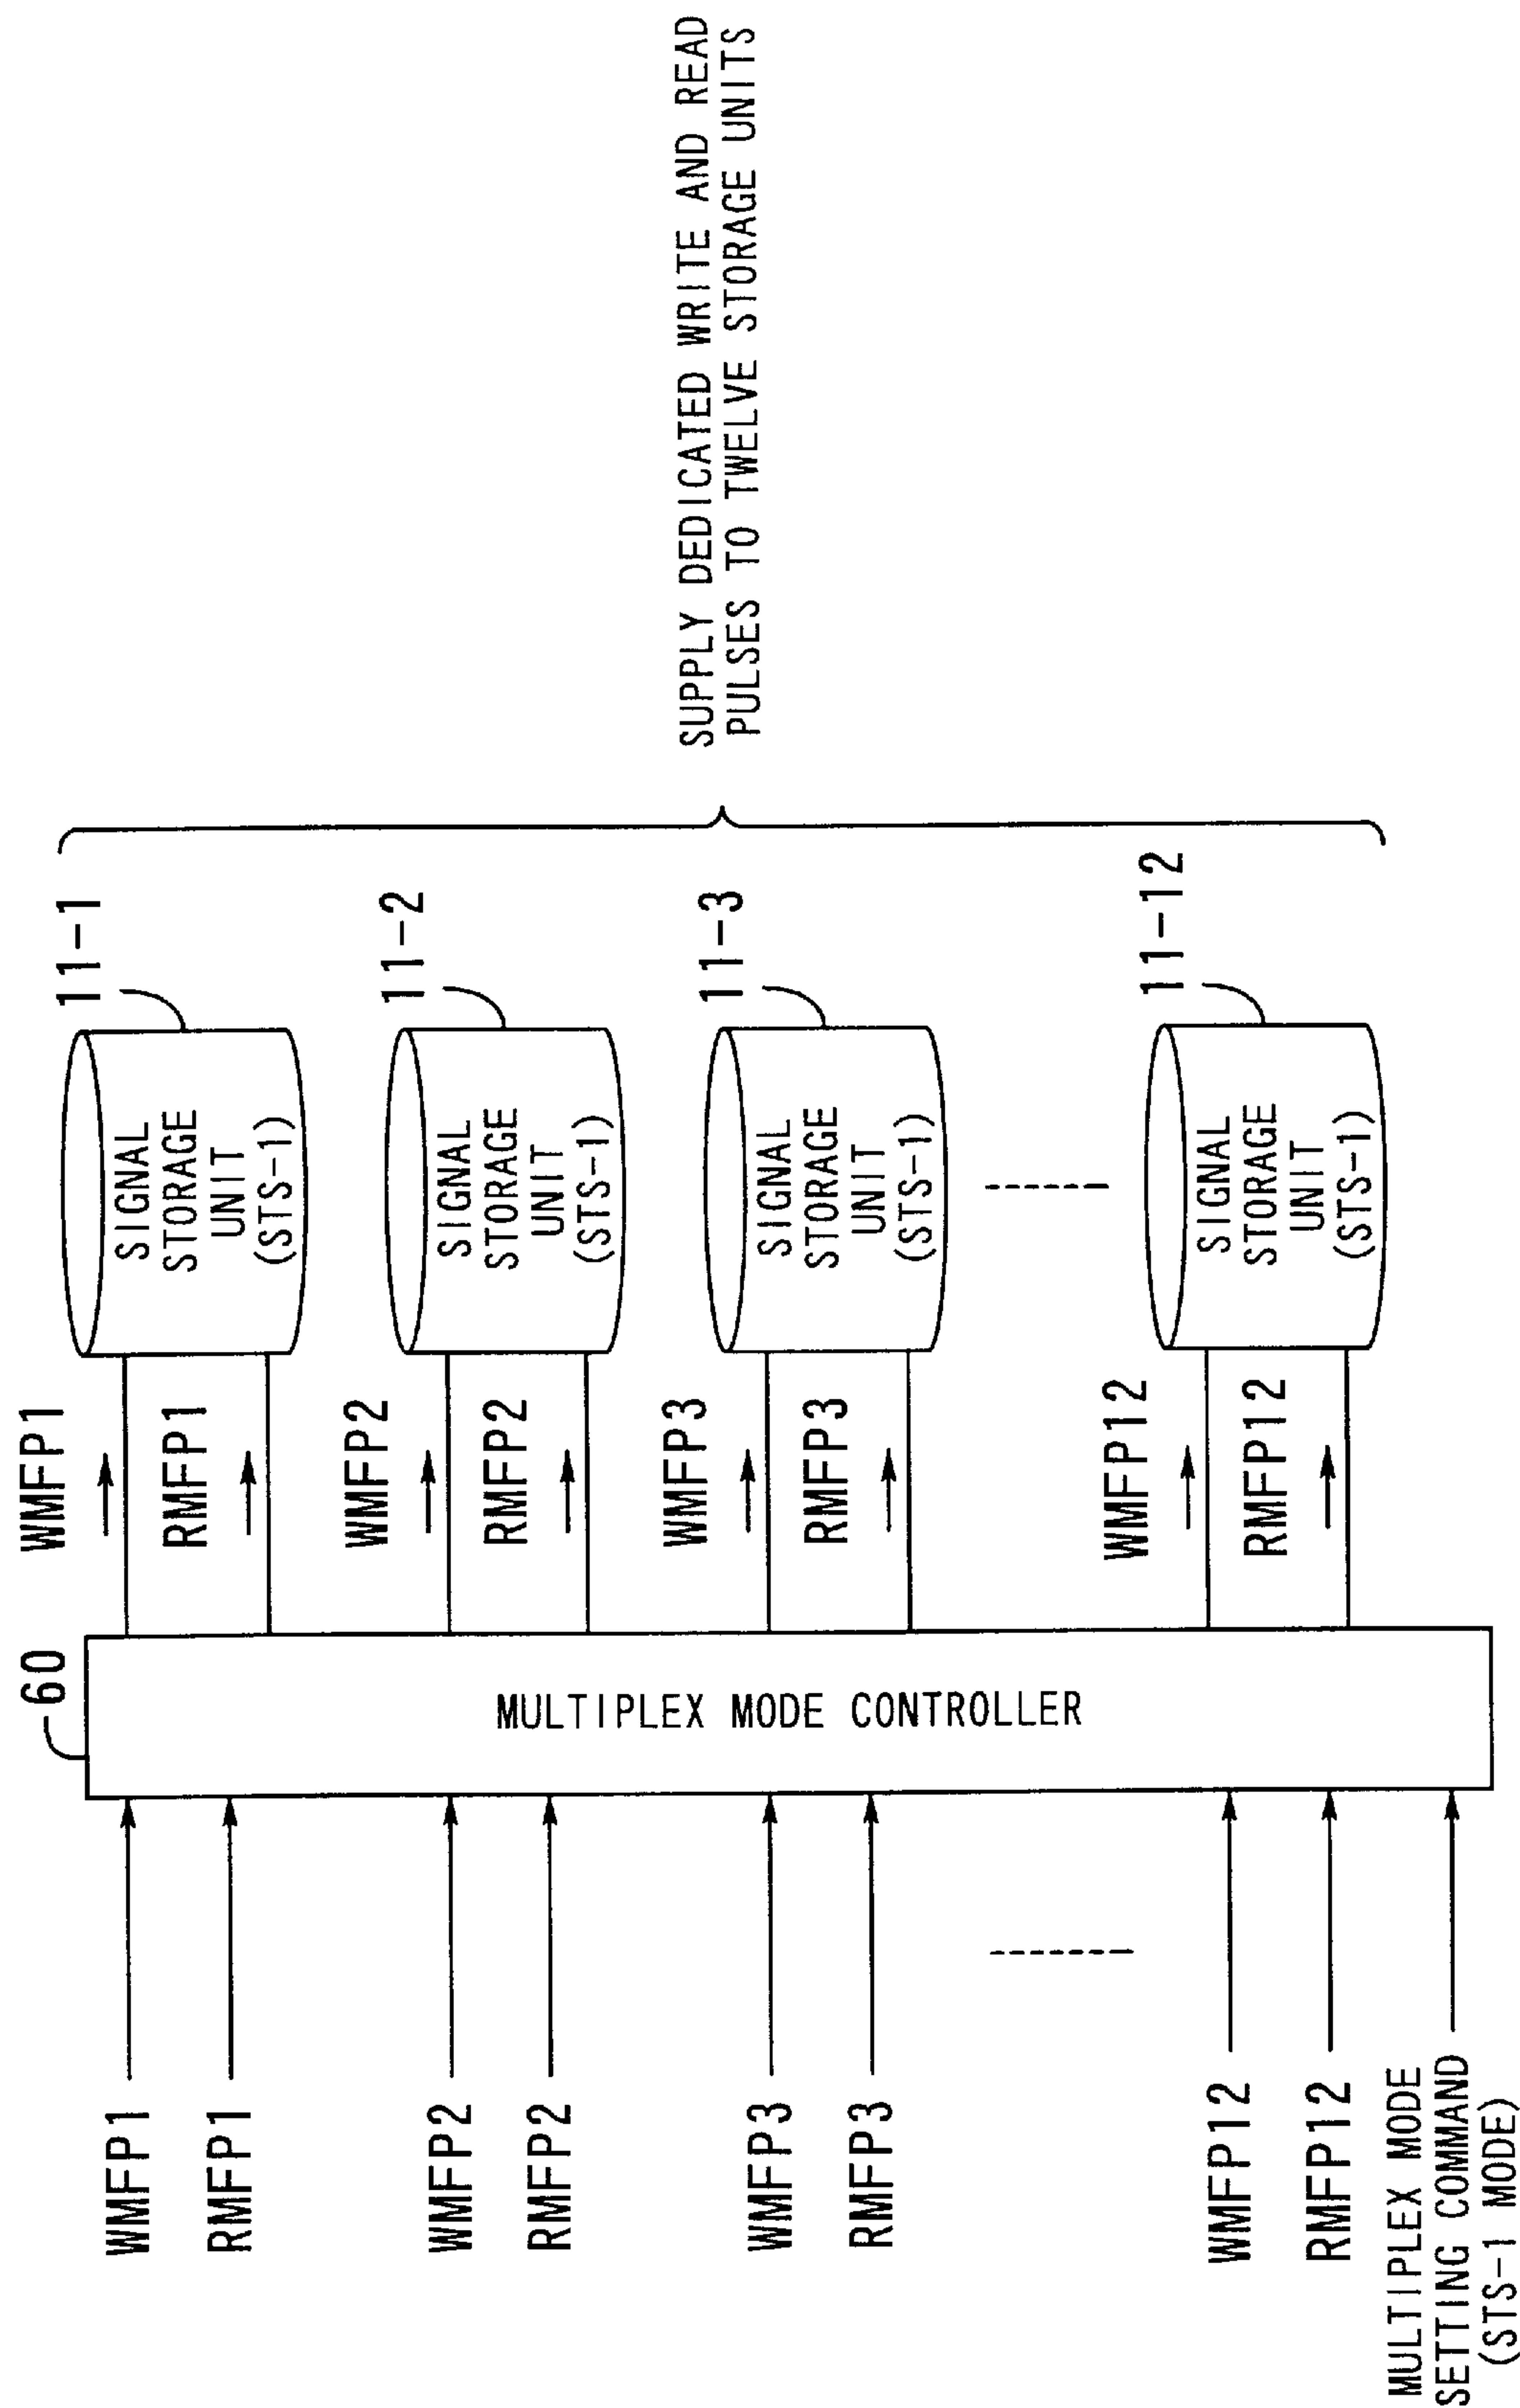 WMFP1
RMFP1
WMFP2
RMFP2
WMFP3
RMFP3
WMFP12
RMFP12
MULTIPLEX MODE
SETTING COMMAND
(STS-1 MODE)
60
MULTIPLEX MODE CONTROLLER
WMFP1
RMFP1
WMFP2
RMFP2
WMFP3
RMFP3
WMFP12
RMFP12
SIGNAL
STORAGE
UNIT
(STS-1)
11-1
SIGNAL
STORAGE
UNIT
(STS-1)
11-2
SIGNAL
STORAGE
UNIT
(STS-1)
11-3
SIGNAL
STORAGE
UNIT
(STS-1)
11-12
SUPPLY DEDICATED WRITE AND READ
PULSES TO TWELVE STORAGE UNITS